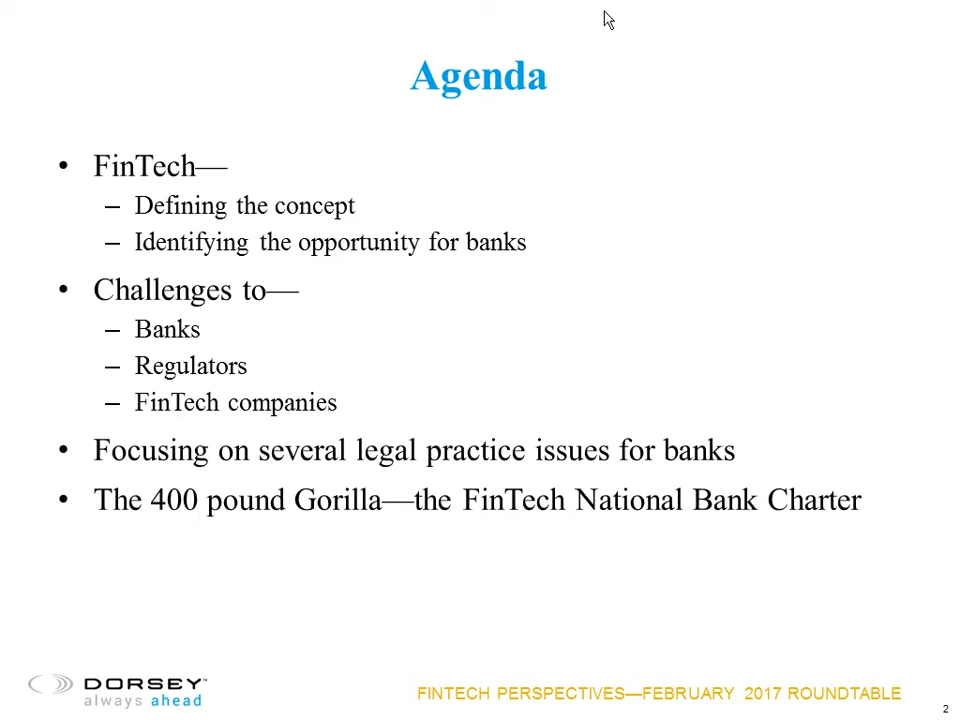 Agenda
• FinTech—
– Defining the concept
– Identifying the opportunity for banks
• Challenges to—
– Banks
– Regulators
– FinTech companies
• Focusing on several legal practice issues for banks
• The 400 pound Gorilla—the FinTech National Bank Charter
DORSEY™
always ahead
FINTECH PERSPECTIVES—FEBRUARY 2017 ROUNDTABLE
2